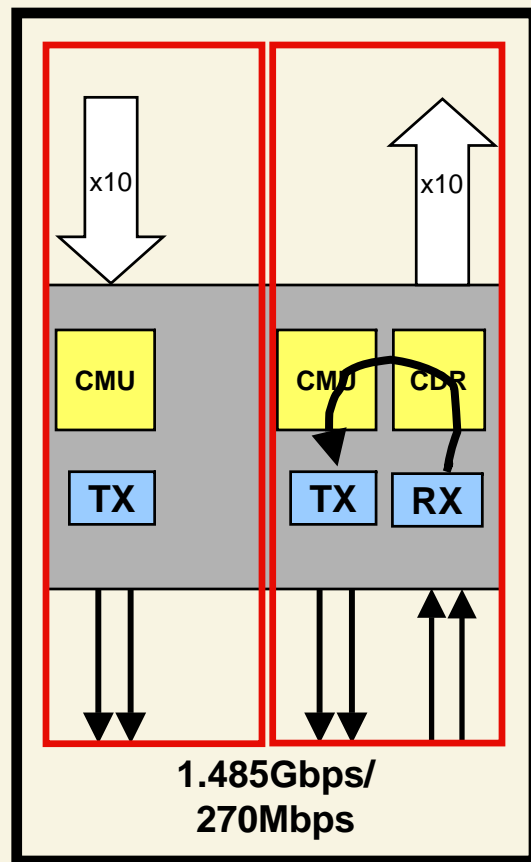 x10
x10
CMU
CMU
CDR
TX
TX
RX
1.485Gbps/
270Mbps